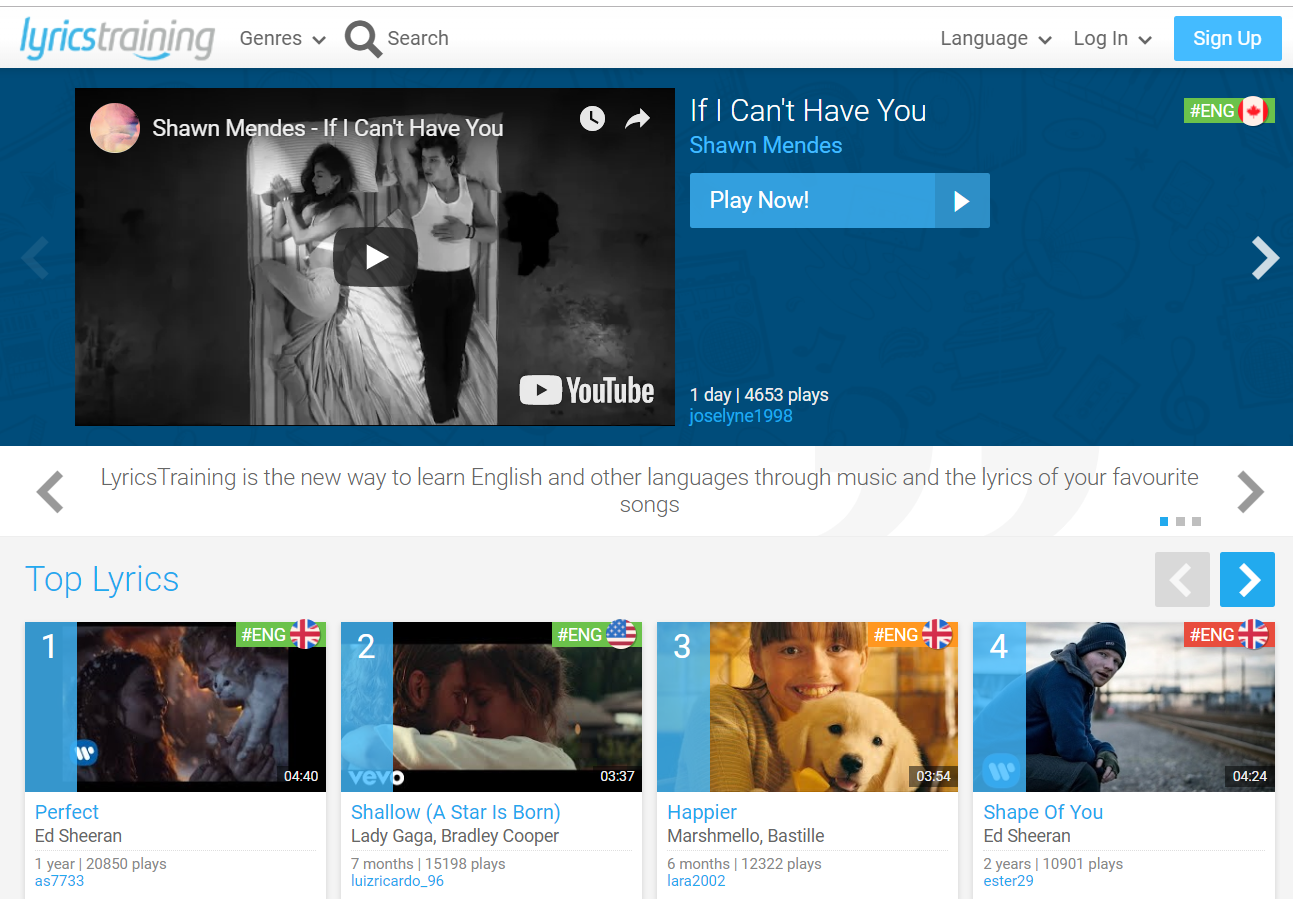 lyricstraining
Genres
Search
Language
Log In
Sign Up
Shawn Mendes - If I Can't Have You
YouTube
If I Can't Have You
#ENG
Shawn Mendes
Play Now!
1 day | 4653 plays
joselyne1998
LyricsTraining is the new way to learn English and other languages through music and the lyrics of your favourite
songs
Top Lyrics
1
#ENG
04:40
Perfect
Ed Sheeran
1 year | 20850 plays
as7733
2
#ENG
vevo
03:37
Shallow (A Star Is Born)
Lady Gaga, Bradley Cooper
7 months | 15198 plays
luizricardo_96
3
#ENG
03:54
Happier
Marshmello, Bastille
6 months | 12322 plays
lara2002
4
#ENG
04:24
Shape Of You
Ed Sheeran
2 years | 10901 plays
ester29